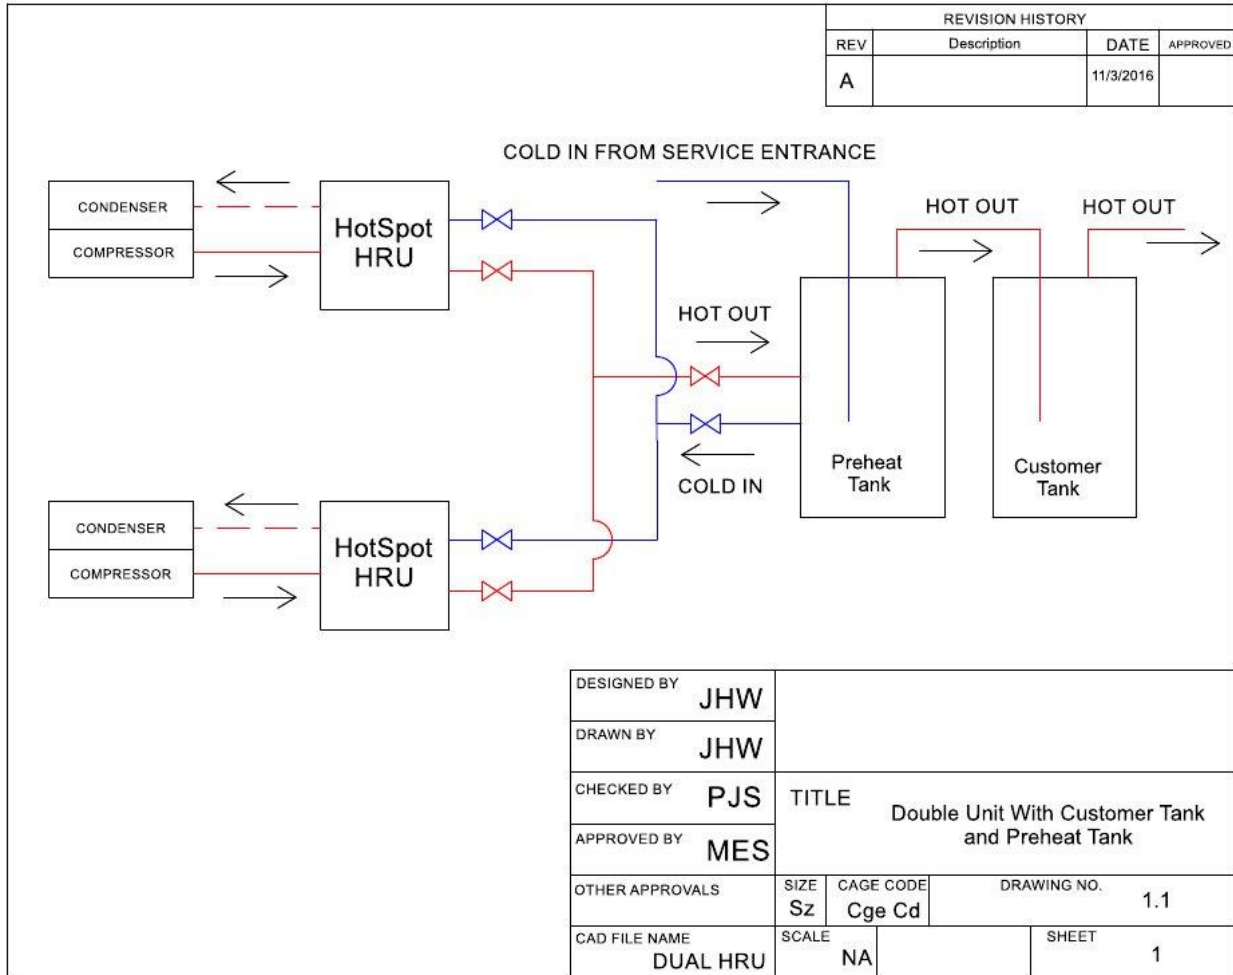 REVISION HISTORY
REV Description DATE APPROVED
A 11/3/2016
COLD IN FROM SERVICE ENTRANCE
CONDENSER
COMPRESSOR
HotSpot
HRU
HOT OUT
HOT OUT
HOT OUT
Preheat
Tank
Customer
Tank
COLD IN
CONDENSER
COMPRESSOR
HotSpot
HRU
DESIGNED BY JHW
DRAWN BY JHW
CHECKED BY PJS
APPROVED BY MES
TITLE Double Unit With Customer Tank
and Preheat Tank
OTHER APPROVALS
SIZE Sz
CAGE CODE Cge Cd
DRAWING NO. 1.1
CAD FILE NAME DUAL HRU
SCALE NA
SHEET 1